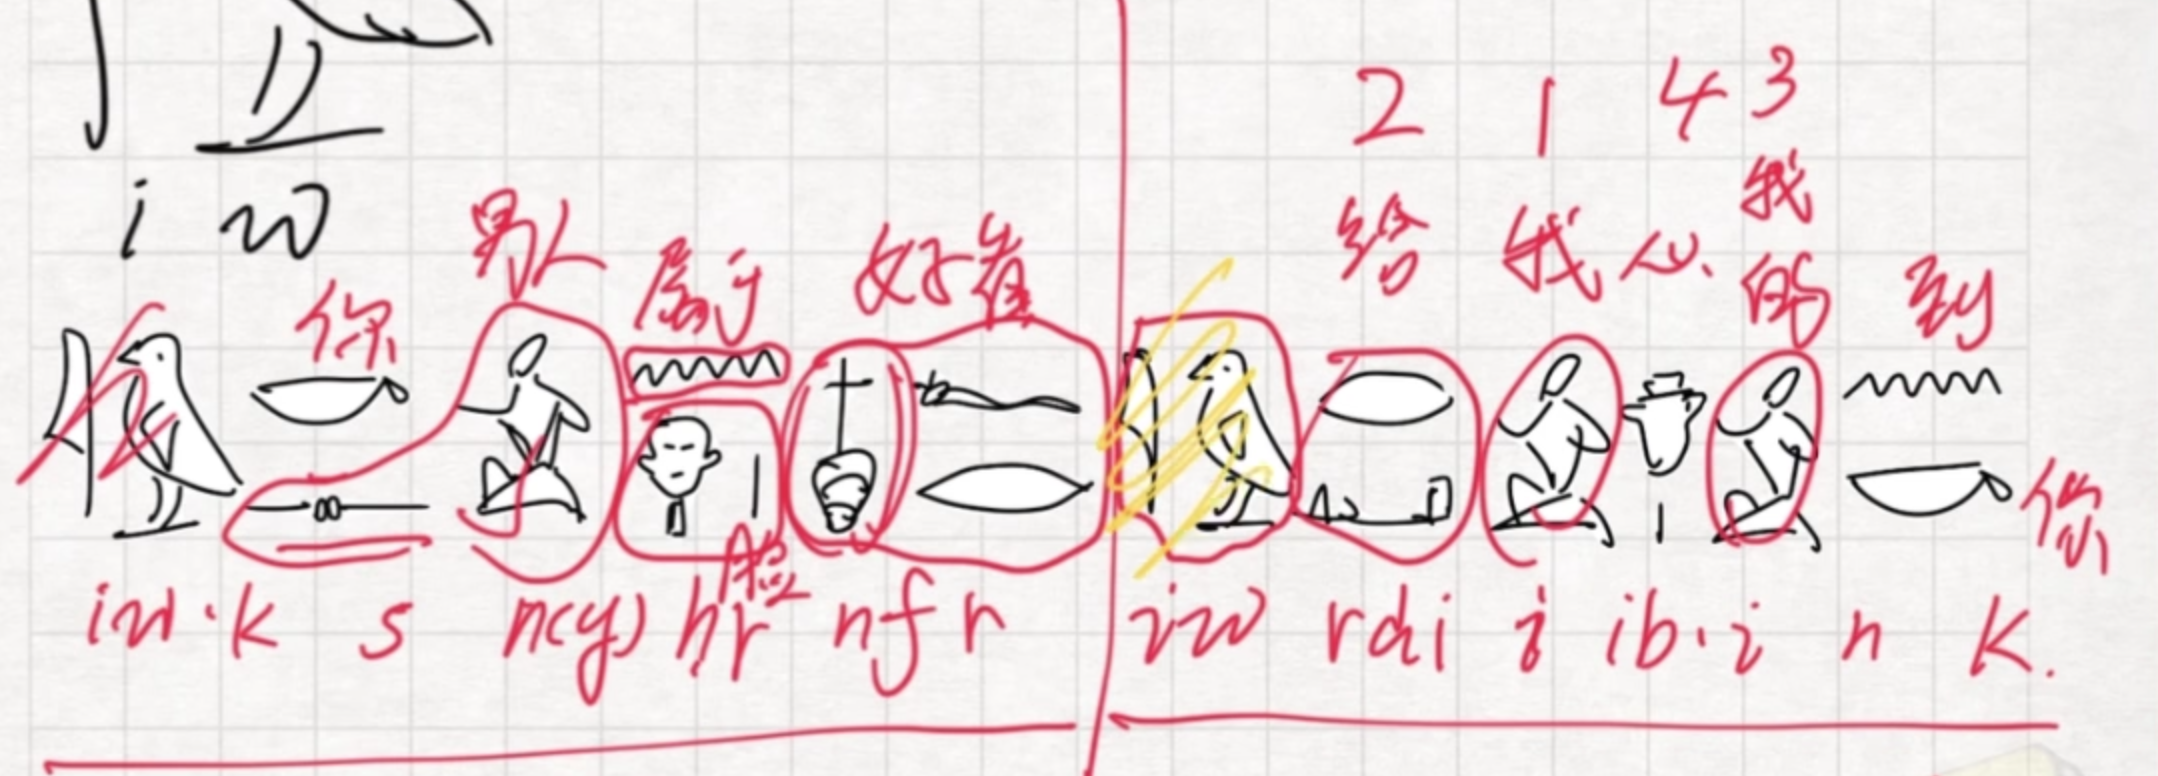 i w
2 1 4 3
男人 属于 好看 给 我 心 我的 到
你
你
脸
iw.k s n(y) hr nfr iw rdi i ib.i n k.